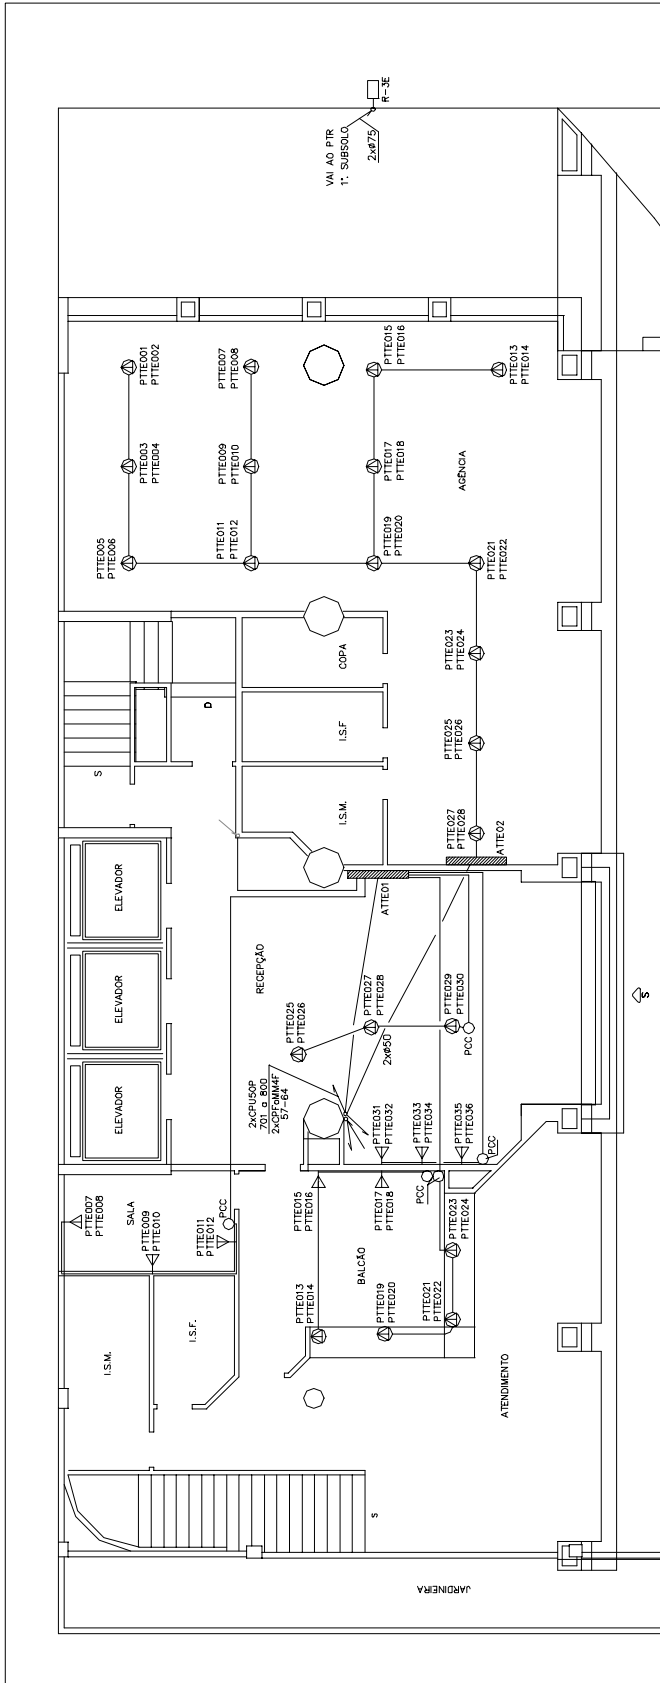 R-3E
VAI AO PTR
1º. SUBSOLO
2xø75
PTTE001
PTTE002
PTTE007
PTTE008
PTTE015
PTTE016
PTTE013
PTTE014
PTTE003
PTTE004
PTTE009
PTTE010
PTTE017
PTTE018
AGÊNCIA
PTTE005
PTTE006
PTTE011
PTTE012
PTTE019
PTTE020
PTTE021
PTTE022
COPA
PTTE023
PTTE024
D
I.S.F
PTTE025
PTTE026
S
I.S.M.
PTTE027
PTTE028
ATTE02
ELEVADOR
ATTE01
RECEPÇÃO
ELEVADOR
PTTE025
PTTE026
PTTE027
PTTE028
PTTE029
PTTE030
2xø50
PCC
S
ELEVADOR
2xCPU50P
701 a 800
2xCPFoMM4F
57-64
PTTE031
PTTE032
PTTE033
PTTE034
PTTE035
PTTE036
PCC
PTTE007
PTTE008
SALA
PTTE009
PTTE010
PTTE011
PTTE012
PCC
PTTE015
PTTE016
PTTE017
PTTE018
PCC
PTTE023
PTTE024
BALCÃO
PTTE013
PTTE014
PTTE019
PTTE020
PTTE021
PTTE022
I.S.M.
I.S.F.
ATENDIMENTO
S
JARDINEIRA